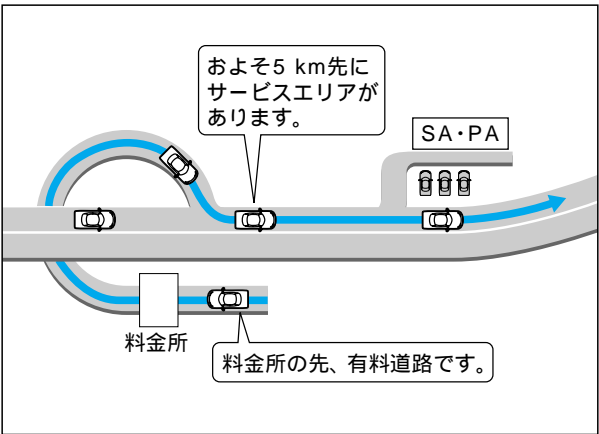 およそ5 km先に
サービスエリアが
あります。
SA・PA
料金所
料金所の先、有料道路です。